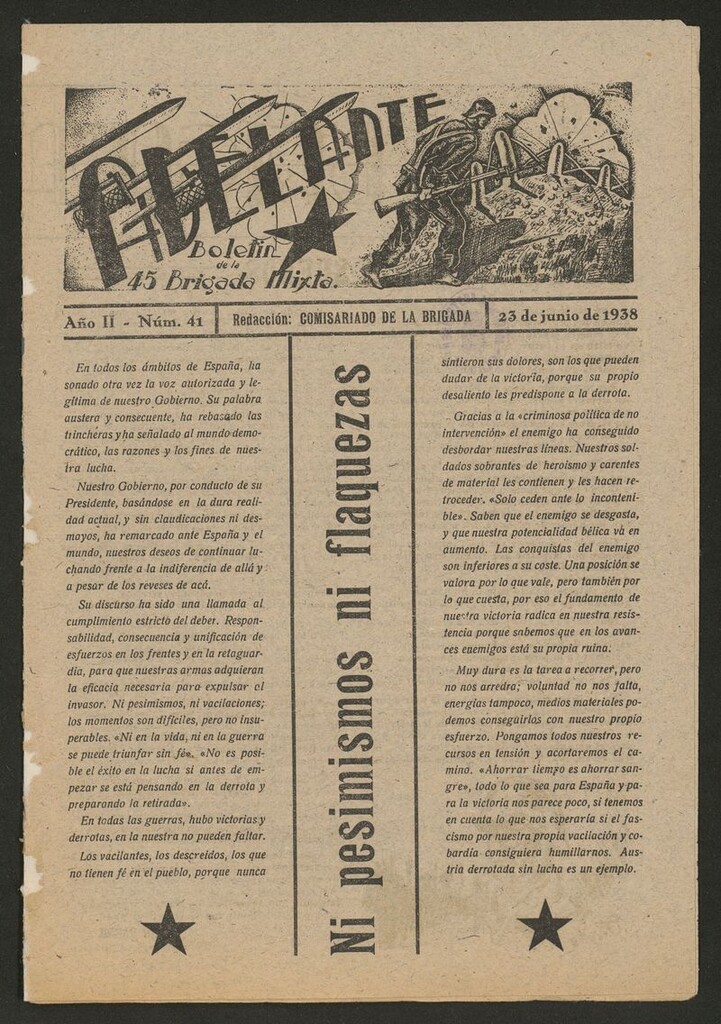 ADELANTE
Boletín
de la
45 Brigada Mixta.
Año II - Núm. 41
Redacción: COMISARIADO DE LA BRIGADA
23 de junio de 1938
En todos los ámbitos de España, ha
sonado otra vez la voz autorizada y le-
gítima de nuestro Gobierno. Su palabra
austera y consecuente, ha rebasado las
trincheras y ha señalado al mundo demo-
crático, las razones y los fines de nues-
tra lucha.
Nuestro Gobierno, por conducto de su
Presidente, basándose en la dura reali-
dad actual, y sin claudicaciones ni des-
mayos, ha remarcado ante España y el
mundo, nuestros deseos de continuar lu-
chando frente a la indiferencia de allá y
a pesar de los reveses de acá.
Su discurso ha sido una llamada al
cumplimiento estricto del deber. Respon-
sabilidad, consecuencia y unificación de
esfuerzos en los frentes y en la retaguar-
dia, para que nuestras armas adquieran
la eficacia necesaria para expulsar el
invasor. Ni pesimismos, ni vacilaciones;
los momentos son difíciles, pero no insu-
perables. «Ni en la vida, ni en la guerra
se puede triunfar sin fé». «No es posi-
ble el éxito en la lucha si antes de em-
pezar se está pensando en la derrota y
preparando la retirada».
En todas las guerras, hubo victorias y
derrotas, en la nuestra no pueden faltar.
Los vacilantes, los descreidos, los que
no tienen fé en el pueblo, porque nunca
Ni pesimismos ni flaquezas
sintieron sus dolores, son los que pueden
dudar de la victoria, porque su propio
desaliento les predispone a la derrota.
Gracias a la «criminosa política de no
intervención» el enemigo ha conseguido
desbordar nuestras líneas. Nuestros sol-
dados sobrantes de heroismo y carentes
de material les contienen y les hacen re-
troceder. «Solo ceden ante lo incontení-
ble». Saben que el enemigo se desgasta,
y que nuestra potencialidad bélica vá en
aumento. Las conquistas del enemigo
son inferiores a su coste. Una posición se
valora por lo que vale, pero también por
lo que cuesta, por eso el fundamento de
nuestra victoria radica en nuestra resis-
tencia porque sabemos que en los avan-
ces enemigos está su propia ruina.
Muy dura es la tarea a recorrer, pero
no nos arredra; voluntad no nos falta,
energías tampoco, medios materiales po-
demos conseguirlos con nuestro propio
esfuerzo. Pongamos todos nuestros re-
cursos en tensión y acortaremos el ca-
mino. «Ahorrar tiempo es ahorrar san-
gre», todo lo que sea para España y pa-
ra la victoria nos parece poco, si tenemos
en cuenta lo que nos esperaría si el fas-
cismo por nuestra propia vacilación y co-
bardía consiguiera humillarnos. Aus-
tria derrotada sin lucha es un ejemplo.